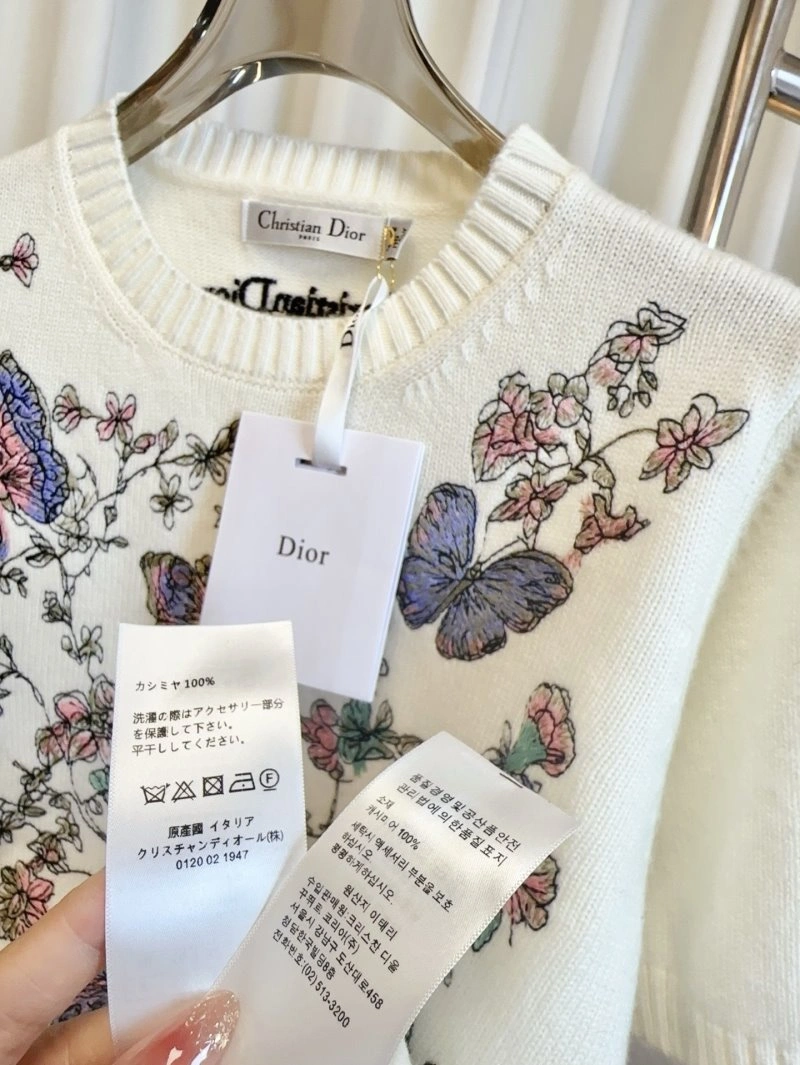 Christian Dior
PARIS
Dior
カシミヤ 100%
洗濯の際はアクセサリー部分
を保護して下さい。
平干ししてください。
F
原産國 イタリア
クリスチャンディオール(株)
0120 02 1947
품질경영및공산품안전
관리법에의한품질표지
소재
캐시미어 100%
세탁시 액세서리 부분을 보호
하십시오.
평평하게하십시오.
원산지 이태리
수입판매원:크리스챤 디올
꾸뛰르 코리아(주)
서울시 강남구 도산대로458
청담한국빌딩8층
전화번호:(02) 513-3200